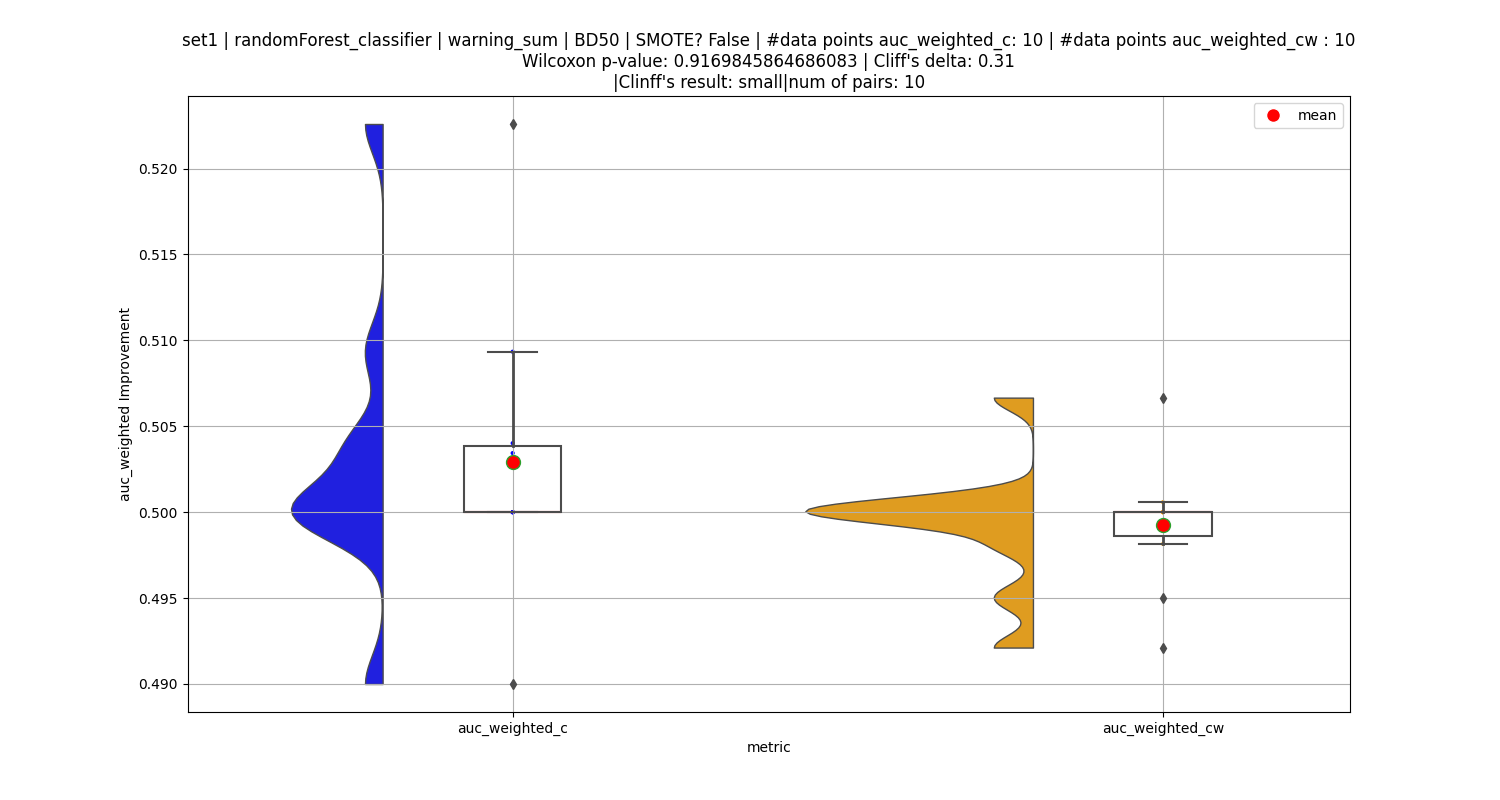 set1 | randomForest_classifier | warning_sum | BD50 | SMOTE? False | #data points auc_weighted_c: 10 | #data points auc_weighted_cw : 10
Wilcoxon p-value: 0.9169845864686083 | Cliff's delta: 0.31
|Clinff's result: small|num of pairs: 10
mean
0.520
0.515
0.510
0.505
0.500
0.495
0.490
auc_weighted Improvement
auc_weighted_c
auc_weighted_cw
metric